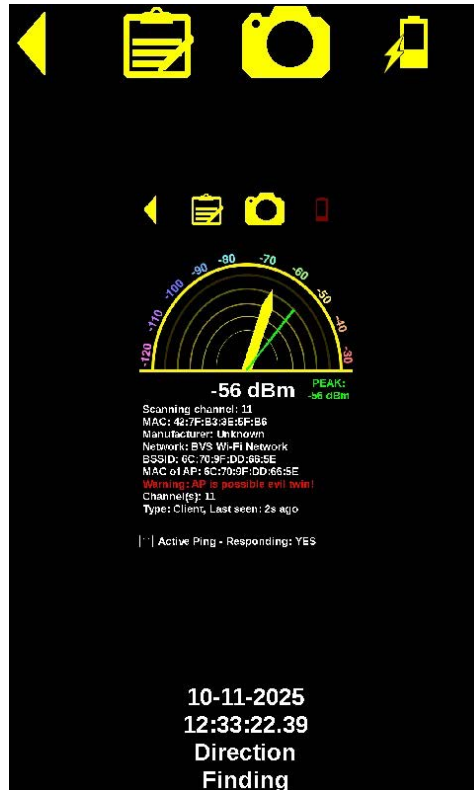 -120
-110
-100
-90
-80
-70
-60
-50
-40
-30
-56 dBm
PEAK:
-56 dBm
Scanning channel: 11
MAC: 42:7F:B3:3E:5F:B6
Manufacturer: Unknown
Network: BVS Wi-Fi Network
BSSID: 6C:70:9F:DD:66:5E
MAC of AP: 6C:70:9F:DD:66:5E
Warning: AP is possible evil twin!
Channel(s): 11
Type: Client, Last seen: 2s ago
Active Ping - Responding: YES
10-11-2025
12:33:22.39
Direction
Finding